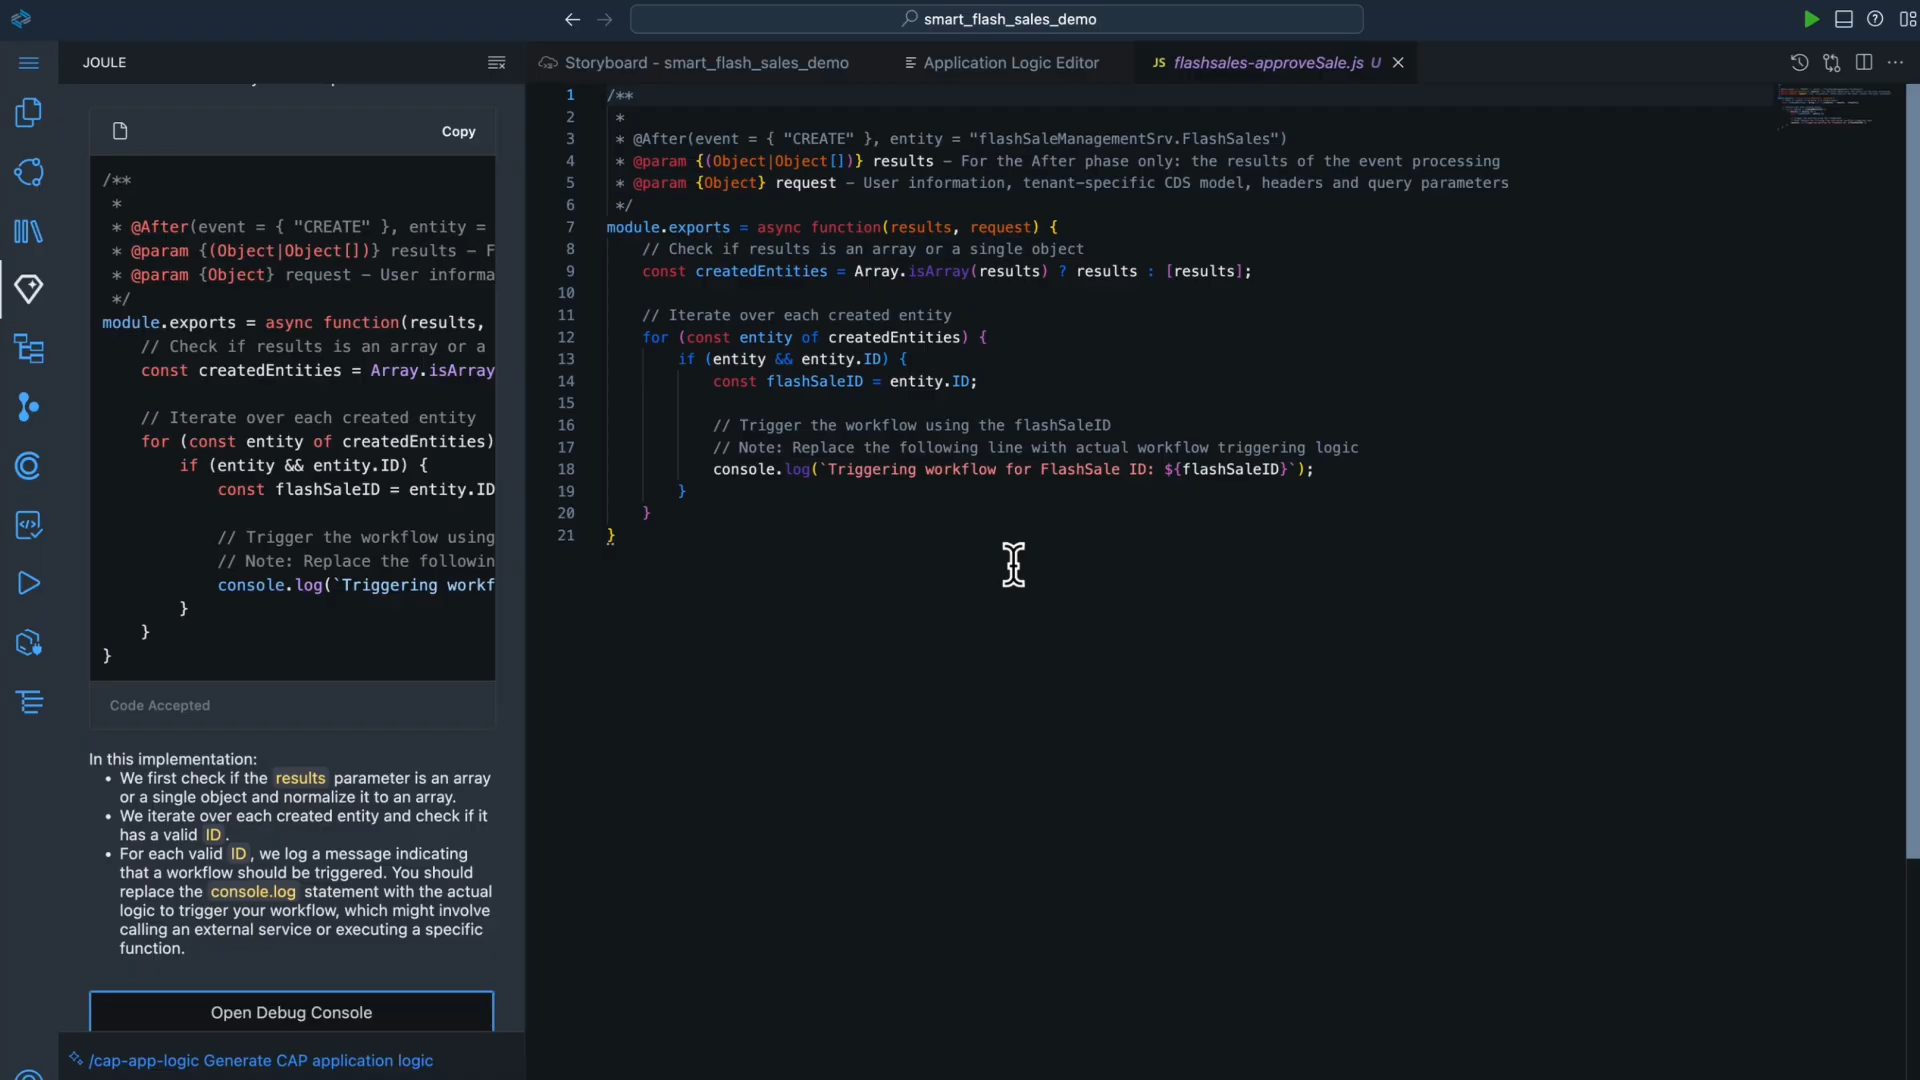 smart_flash_sales_demo
JOULE
Storyboard - smart_flash_sales_demo
Application Logic Editor
JS flashsales-approveSale.js U
Copy
/**
*
* @After(event = { "CREATE" }, entity =
* @param {(Object|Object[])} results – F
* @param {Object} request – User informa
*/
module.exports = async function(results,
// Check if results is an array or a
const createdEntities = Array.isArray
// Iterate over each created entity
for (const entity of createdEntities)
if (entity && entity.ID) {
const flashSaleID = entity.ID
// Trigger the workflow using
// Note: Replace the followin
console.log(`Triggering workf
}
}
}
Code Accepted
In this implementation:
• We first check if the results parameter is an array
or a single object and normalize it to an array.
• We iterate over each created entity and check if it
has a valid ID .
• For each valid ID , we log a message indicating
that a workflow should be triggered. You should
replace the console.log statement with the actual
logic to trigger your workflow, which might involve
calling an external service or executing a specific
function.
Open Debug Console
/cap-app-logic Generate CAP application logic
1 /**
2 *
3 * @After(event = { "CREATE" }, entity = "flashSaleManagementSrv.FlashSales")
4 * @param {(Object|Object[])} results – For the After phase only: the results of the event processing
5 * @param {Object} request – User information, tenant-specific CDS model, headers and query parameters
6 */
7 module.exports = async function(results, request) {
8 // Check if results is an array or a single object
9 const createdEntities = Array.isArray(results) ? results : [results];
10
11 // Iterate over each created entity
12 for (const entity of createdEntities) {
13 if (entity && entity.ID) {
14 const flashSaleID = entity.ID;
15
16 // Trigger the workflow using the flashSaleID
17 // Note: Replace the following line with actual workflow triggering logic
18 console.log(`Triggering workflow for FlashSale ID: ${flashSaleID}`);
19 }
20 }
21 }